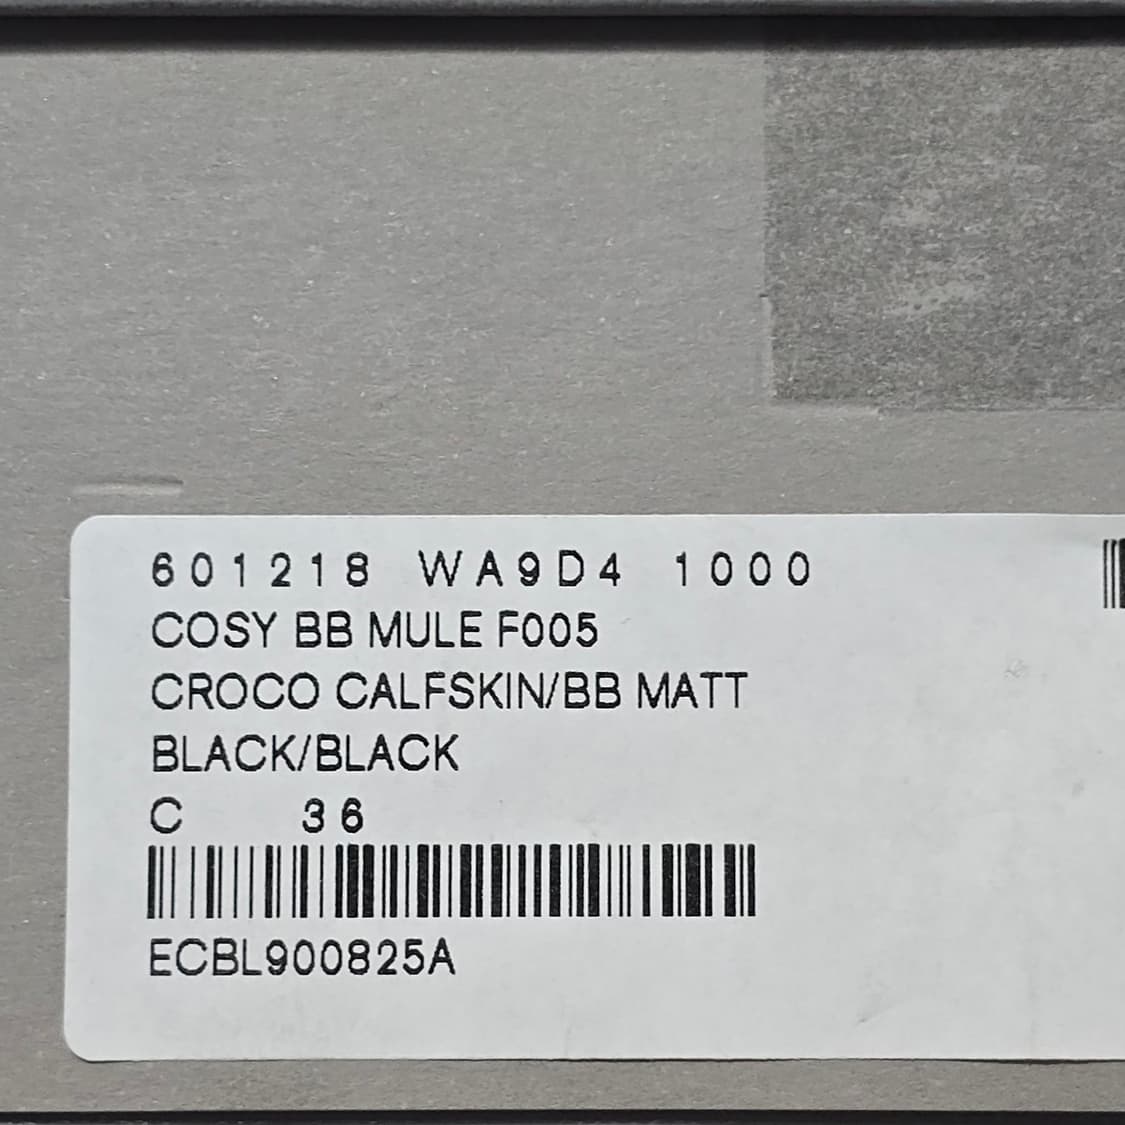 601218 WA9D4 1000
COSY BB MULE F005
CROCO CALFSKIN/BB MATT
BLACK/BLACK
C 36
ECBL900825A